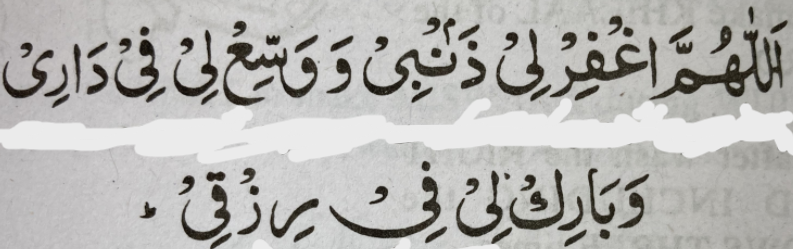 اَللّٰهُمَّ اغْفِرْ لِیْ ذَنْۢبِیْ وَ وَسِّعْ لِیْ فِیْ دَارِیْ
وَبَارِكْ لِیْ فِیْ رِزْقِیْ